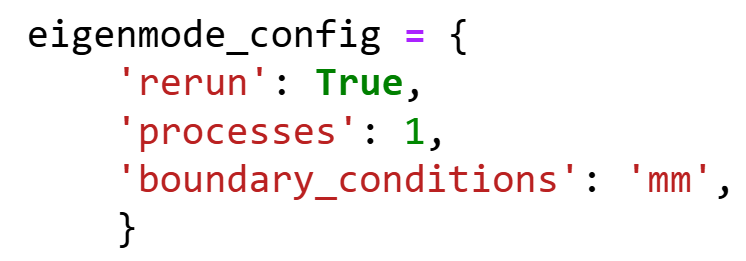 eigenmode_config = {
    'rerun': True,
    'processes': 1,
    'boundary_conditions': 'mm',
    }